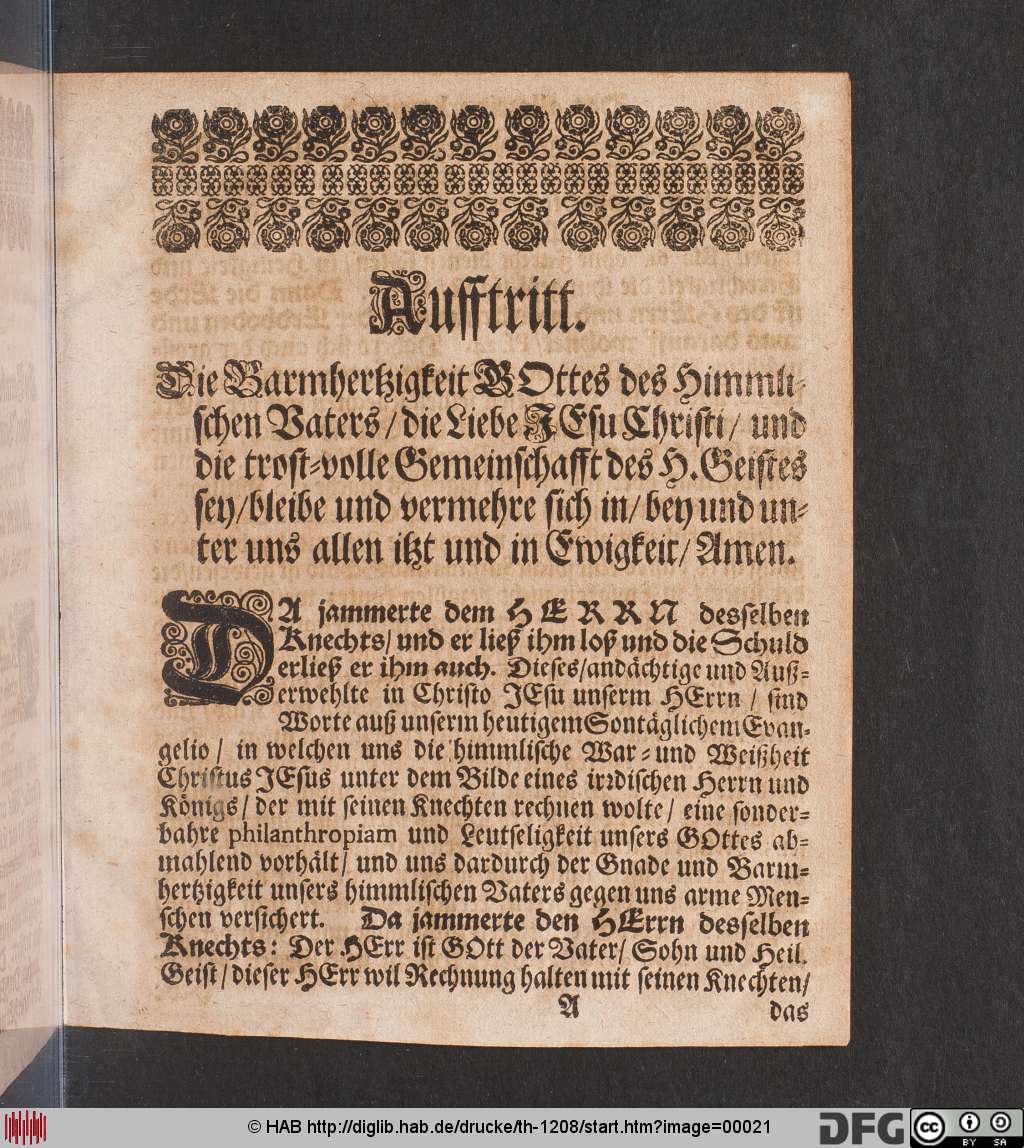 Aufftritt.
Die Barmhertzigkeit GOttes des Himmli-
schen Vaters / die Liebe JEsu Christi / und
die trost-volle Gemeinschafft des H. Geistes
sey / bleibe und vermehre sich in / bey und un-
ter uns allen itzt und in Ewigkeit / Amen.
DA jammerte dem HERRN desselben
Knechts / und er ließ ihm loß und die Schuld
erließ er ihm auch. Dieses / andächtige und Auß-
erwehlte in Christo JEsu unserm HErrn / sind
Worte auß unserm heutigem Sontäglichem Evan-
gelio / in welchen uns die himmlische War- und Weißheit
Christus JEsus unter dem Bilde eines irrdischen Herrn und
Königs / der mit seinen Knechten rechnen wolte / eine sonder-
bahre philanthropiam und Leutseligkeit unsers GOttes ab-
mahlend vorhält / und uns dardurch der Gnade und Barm-
hertzigkeit unsers himmlischen Vaters gegen uns arme Men-
schen versichert. Da jammerte den HErrn desselben
Knechts: Der HErr ist GOtt der Vater / Sohn und Heil.
Geist / dieser HErr wil Rechnung halten mit seinen Knechten /
A das
© HAB http://diglib.hab.de/drucke/th-1208/start.htm?image=00021
DFG
cc BY SA